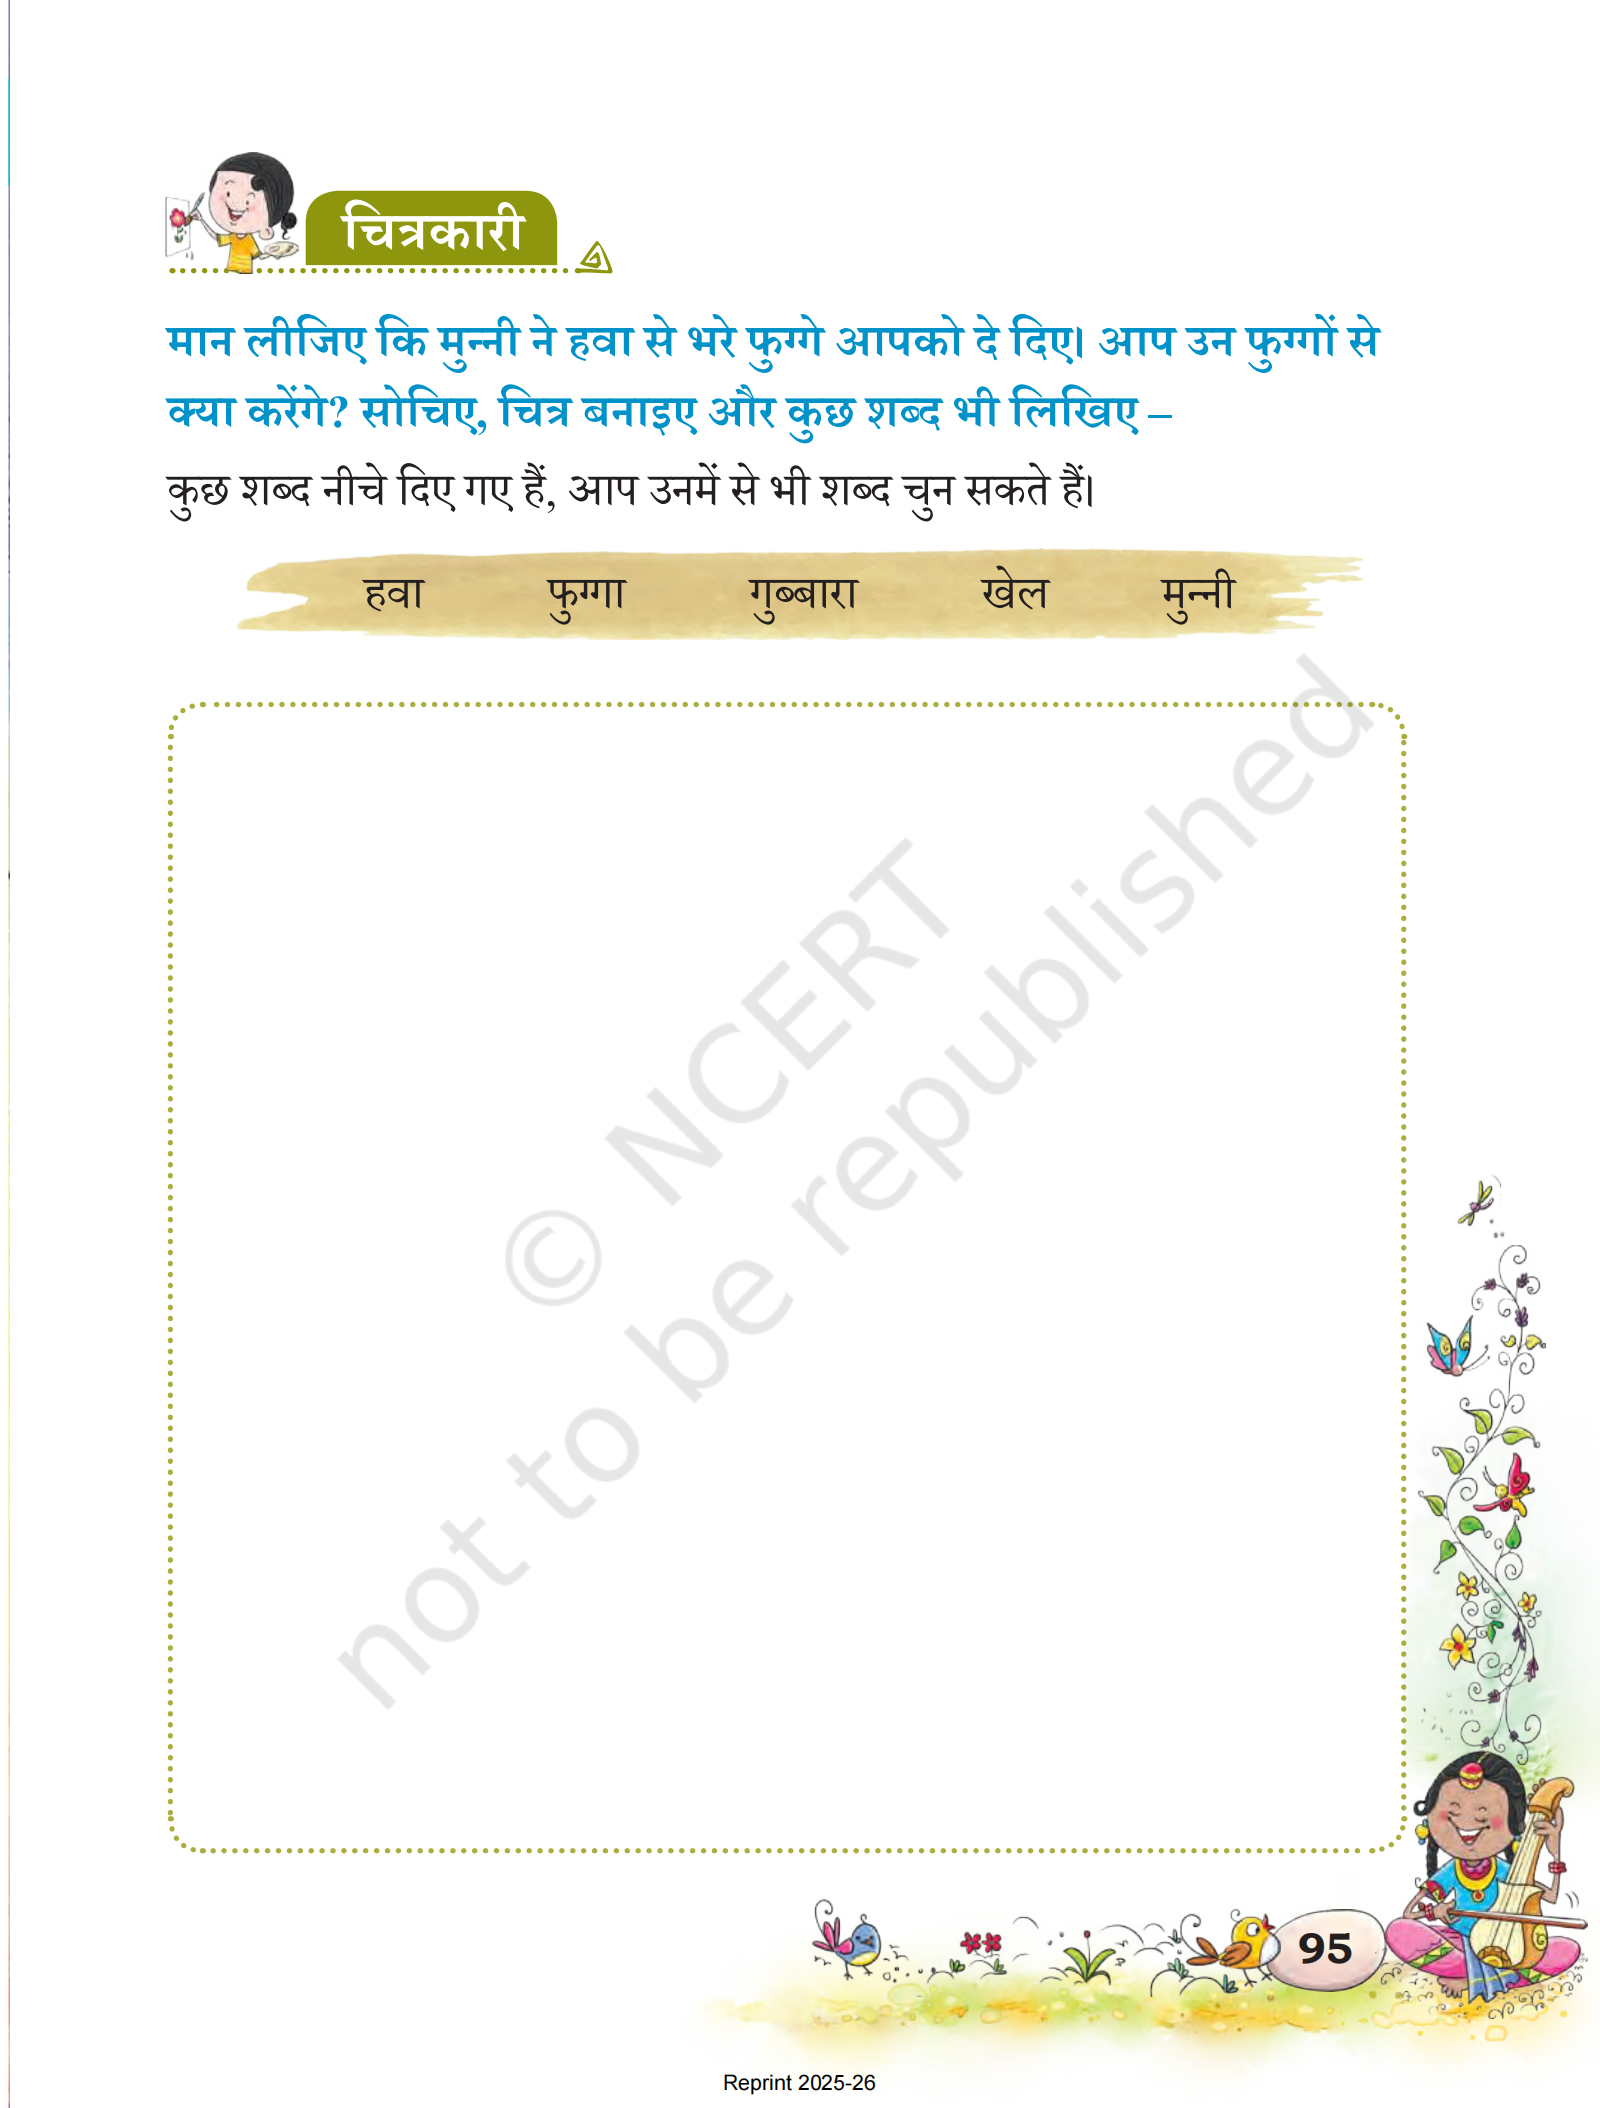 चित्रकारी
मान लीजिए कि मुन्नी ने हवा से भरे फुग्गे आपको दे दिए। आप उन फुग्गों से
क्या करेंगे? सोचिए, चित्र बनाइए और कुछ शब्द भी लिखिए –
कुछ शब्द नीचे दिए गए हैं, आप उनमें से भी शब्द चुन सकते हैं।
हवा फुग्गा गुब्बारा खेल मुन्नी
© NCERT
not to be republished
95
Reprint 2025-26